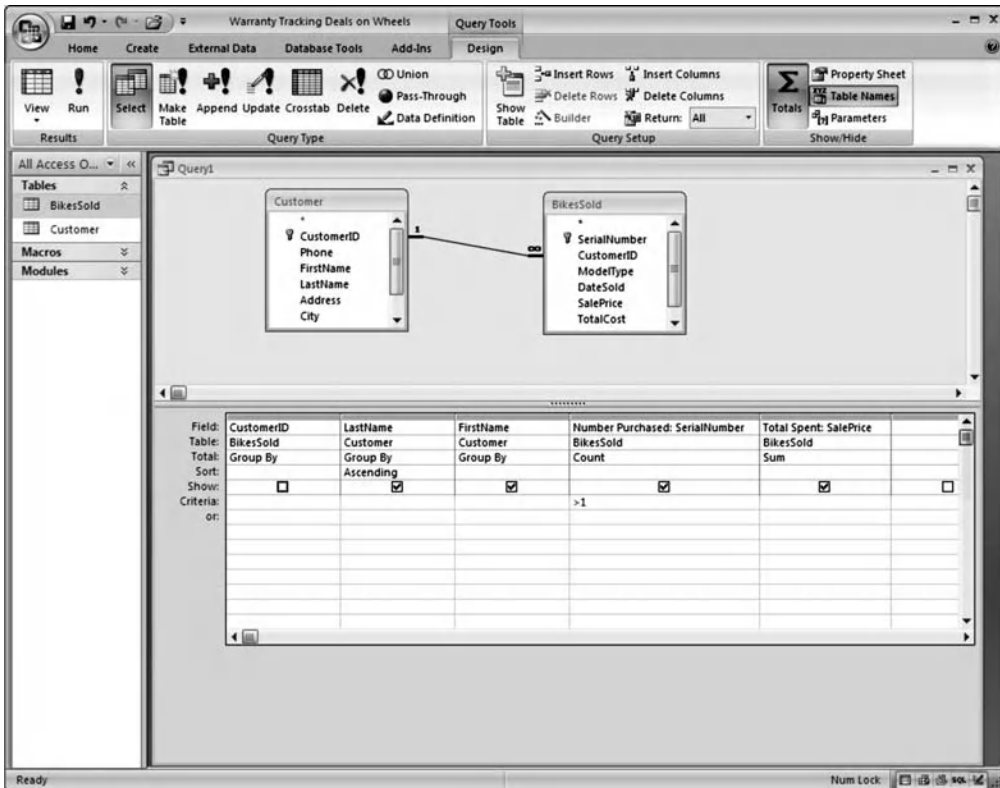 Warranty Tracking Deals on Wheels
Query Tools
Home Create External Data Database Tools Add-Ins Design
View
Run
Results
Select
Make Table
Append
Update
Crosstab
Delete
Union
Pass-Through
Data Definition
Query Type
Show Table
Insert Rows
Delete Rows
Builder
Insert Columns
Delete Columns
Return: All
Query Setup
Totals
Property Sheet
Table Names
Parameters
Show/Hide
All Access O...
Tables
BikesSold
Customer
Macros
Modules
Query1
Customer
*
CustomerID
Phone
FirstName
LastName
Address
City
1
∞
BikesSold
*
SerialNumber
CustomerID
ModelType
DateSold
SalePrice
TotalCost
Field: CustomerID LastName FirstName Number Purchased: SerialNumber Total Spent: SalePrice
Table: BikesSold Customer Customer BikesSold BikesSold
Total: Group By Group By Group By Count Sum
Sort: Ascending
Show:
Criteria: >1
or:
Ready
Num Lock
SQL